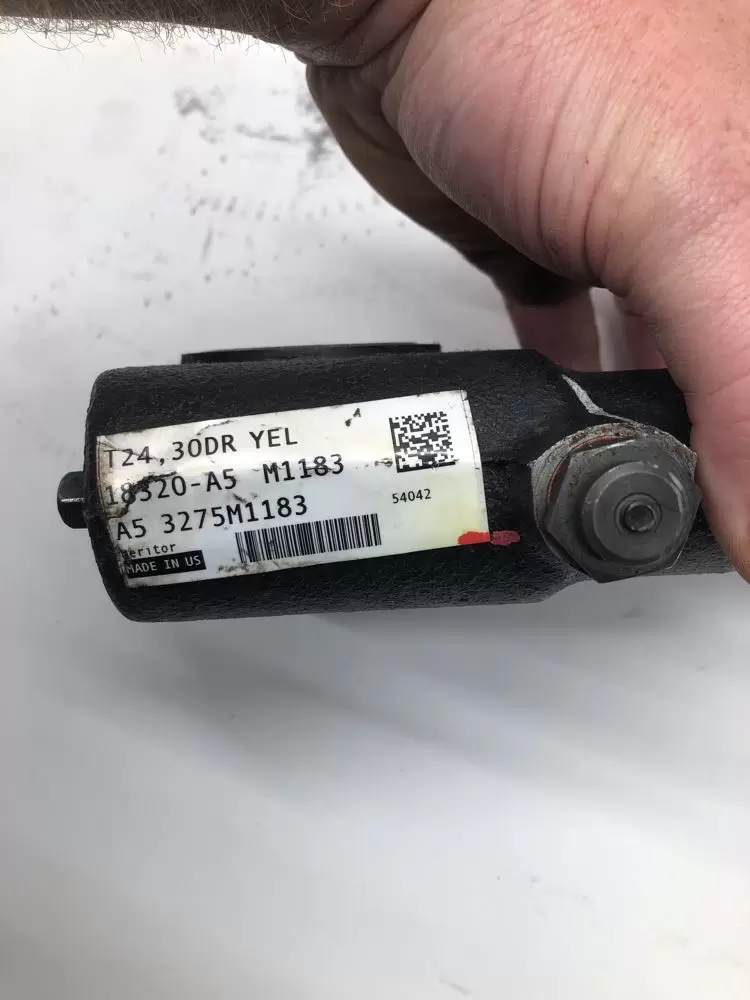 T24,30DR YEL
18320-A5 M1183
A5 3275M1183
54042
eritor
MADE IN US